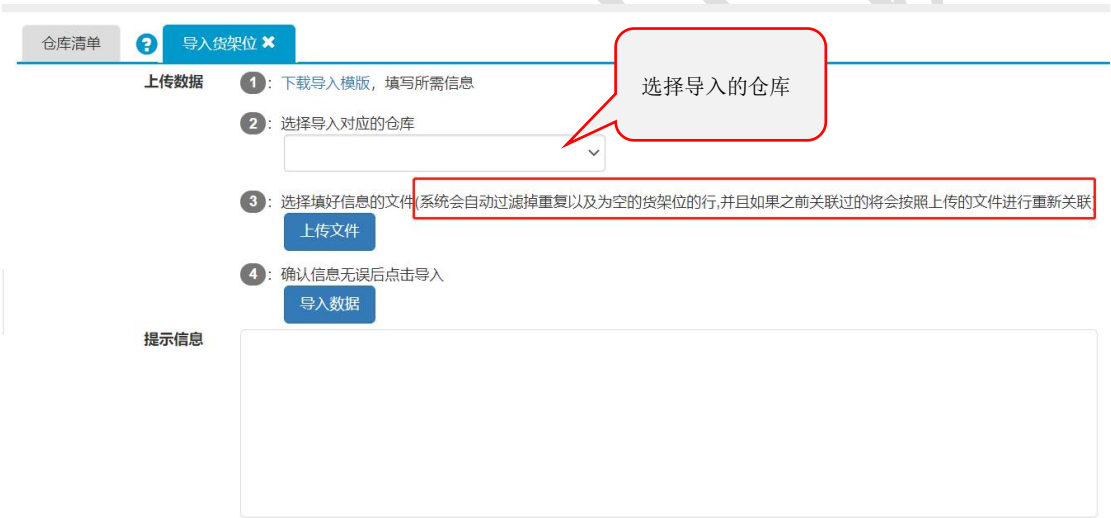 仓库清单
?
导入货架位 ✖
选择导入的仓库
上传数据
1：下载导入模版，填写所需信息
2：选择导入对应的仓库
3：选择填好信息的文件(系统会自动过滤掉重复以及为空的货架位的行,并且如果之前关联过的将会按照上传的文件进行重新关联)
上传文件
4：确认信息无误后点击导入
导入数据
提示信息